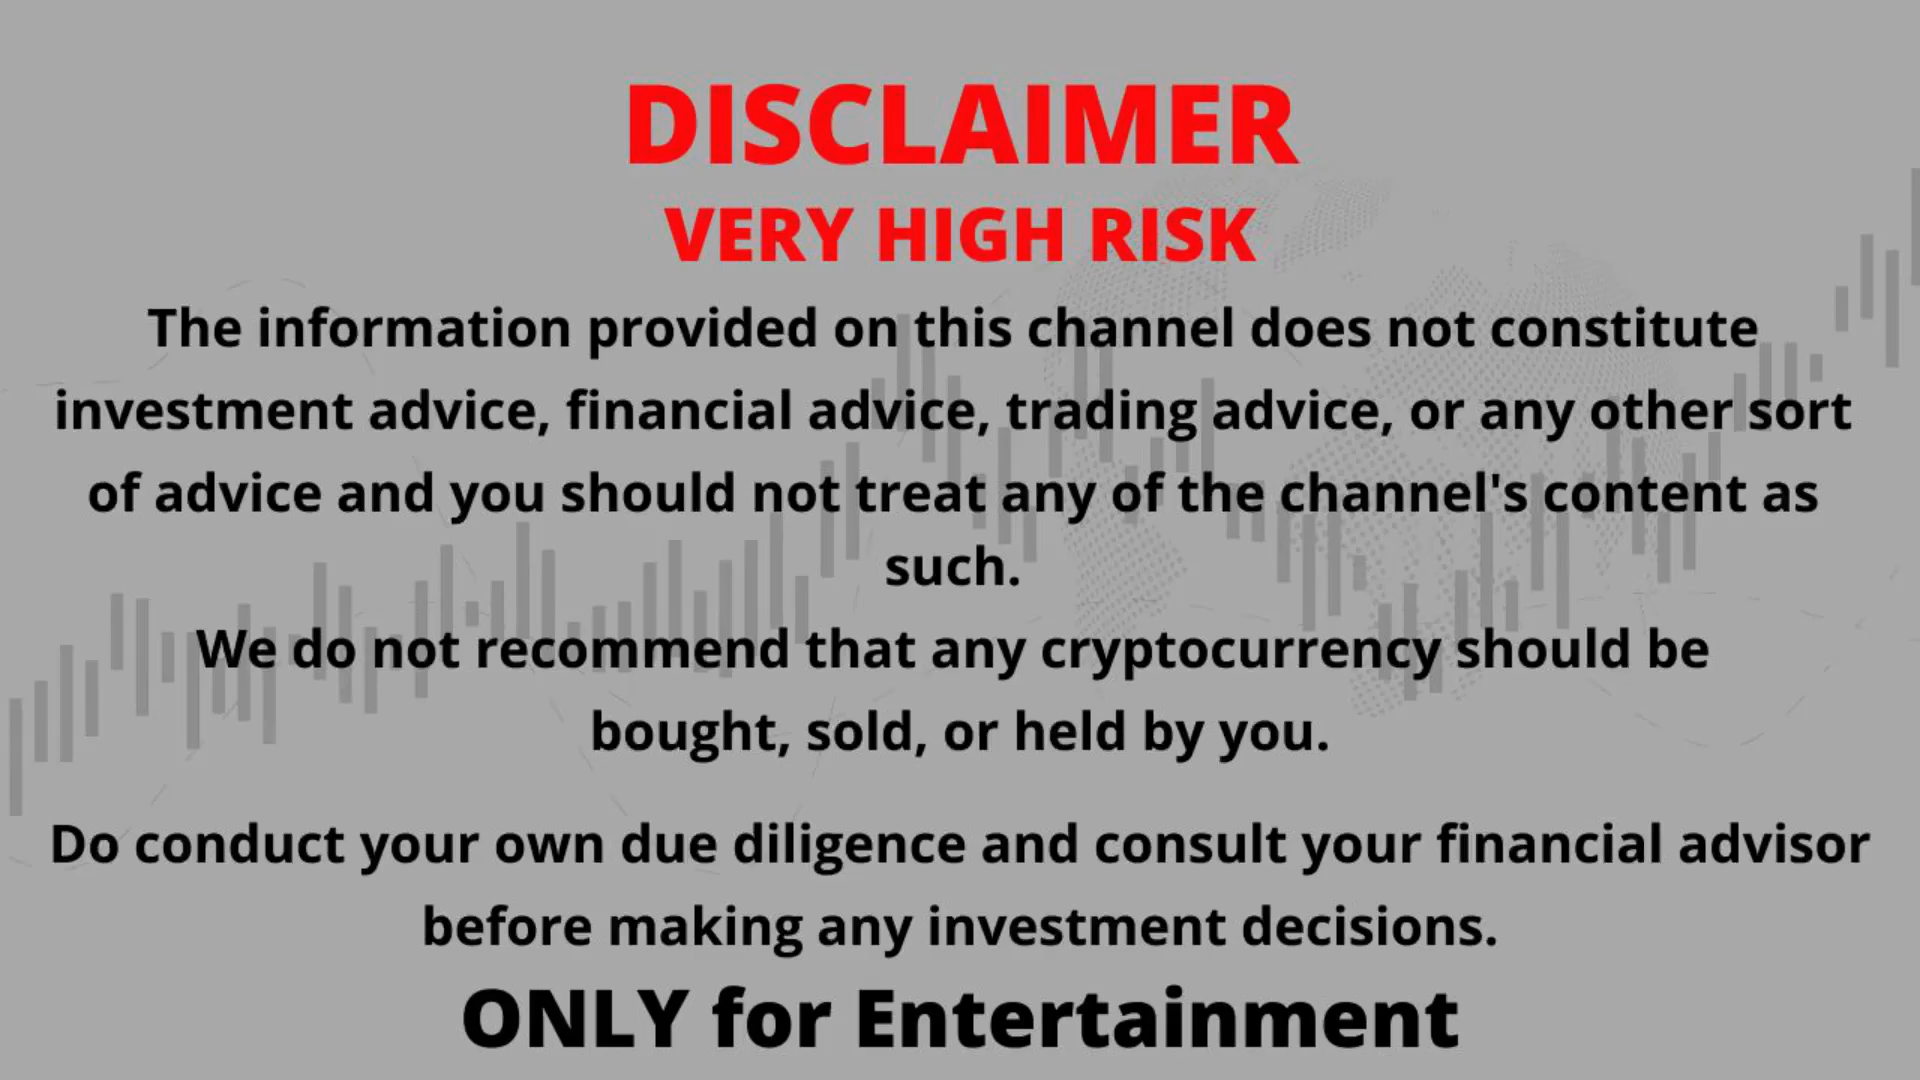 DISCLAIMER
VERY HIGH RISK
The information provided on this channel does not constitute
investment advice, financial advice, trading advice, or any other sort
of advice and you should not treat any of the channel's content as
such.
We do not recommend that any cryptocurrency should be
bought, sold, or held by you.
Do conduct your own due diligence and consult your financial advisor
before making any investment decisions.
ONLY for Entertainment